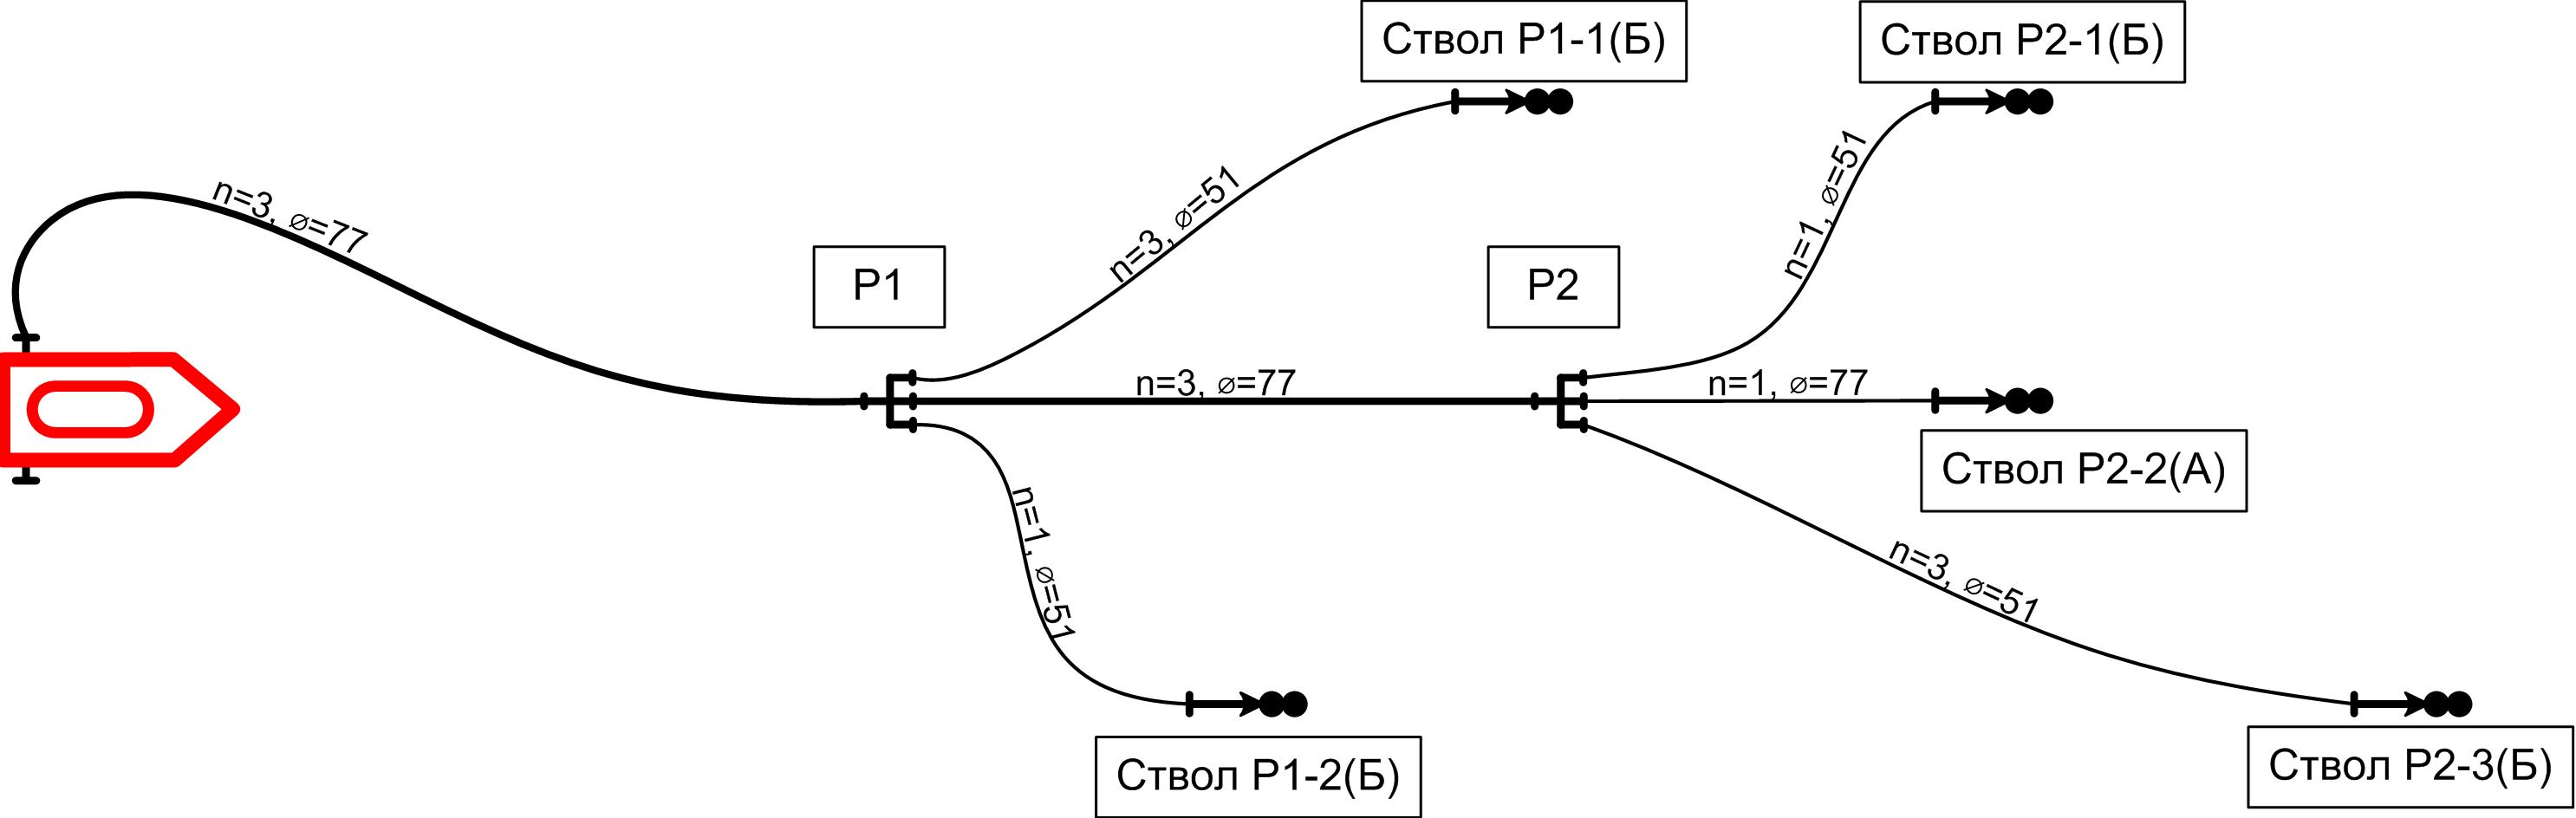 Ствол Р1-1(Б)
Ствол Р2-1(Б)
n=3, ⌀=77
n=3, ⌀=51
n=1, ⌀=51
Р1
Р2
n=3, ⌀=77
n=1, ⌀=77
Ствол Р2-2(А)
n=1, ⌀=51
n=3, ⌀=51
Ствол Р1-2(Б)
Ствол Р2-3(Б)